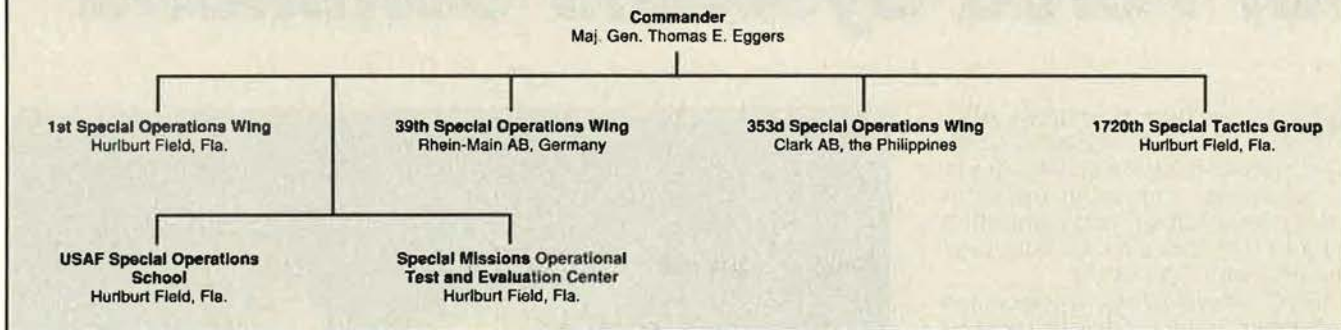 Commander
Maj. Gen. Thomas E. Eggers
1st Special Operations Wing
Hurlburt Field, Fla.
39th Special Operations Wing
Rhein-Main AB, Germany
353d Special Operations Wing
Clark AB, the Philippines
1720th Special Tactics Group
Hurlburt Field, Fla.
USAF Special Operations
School
Hurlburt Field, Fla.
Special Missions Operational
Test and Evaluation Center
Hurlburt Field, Fla.